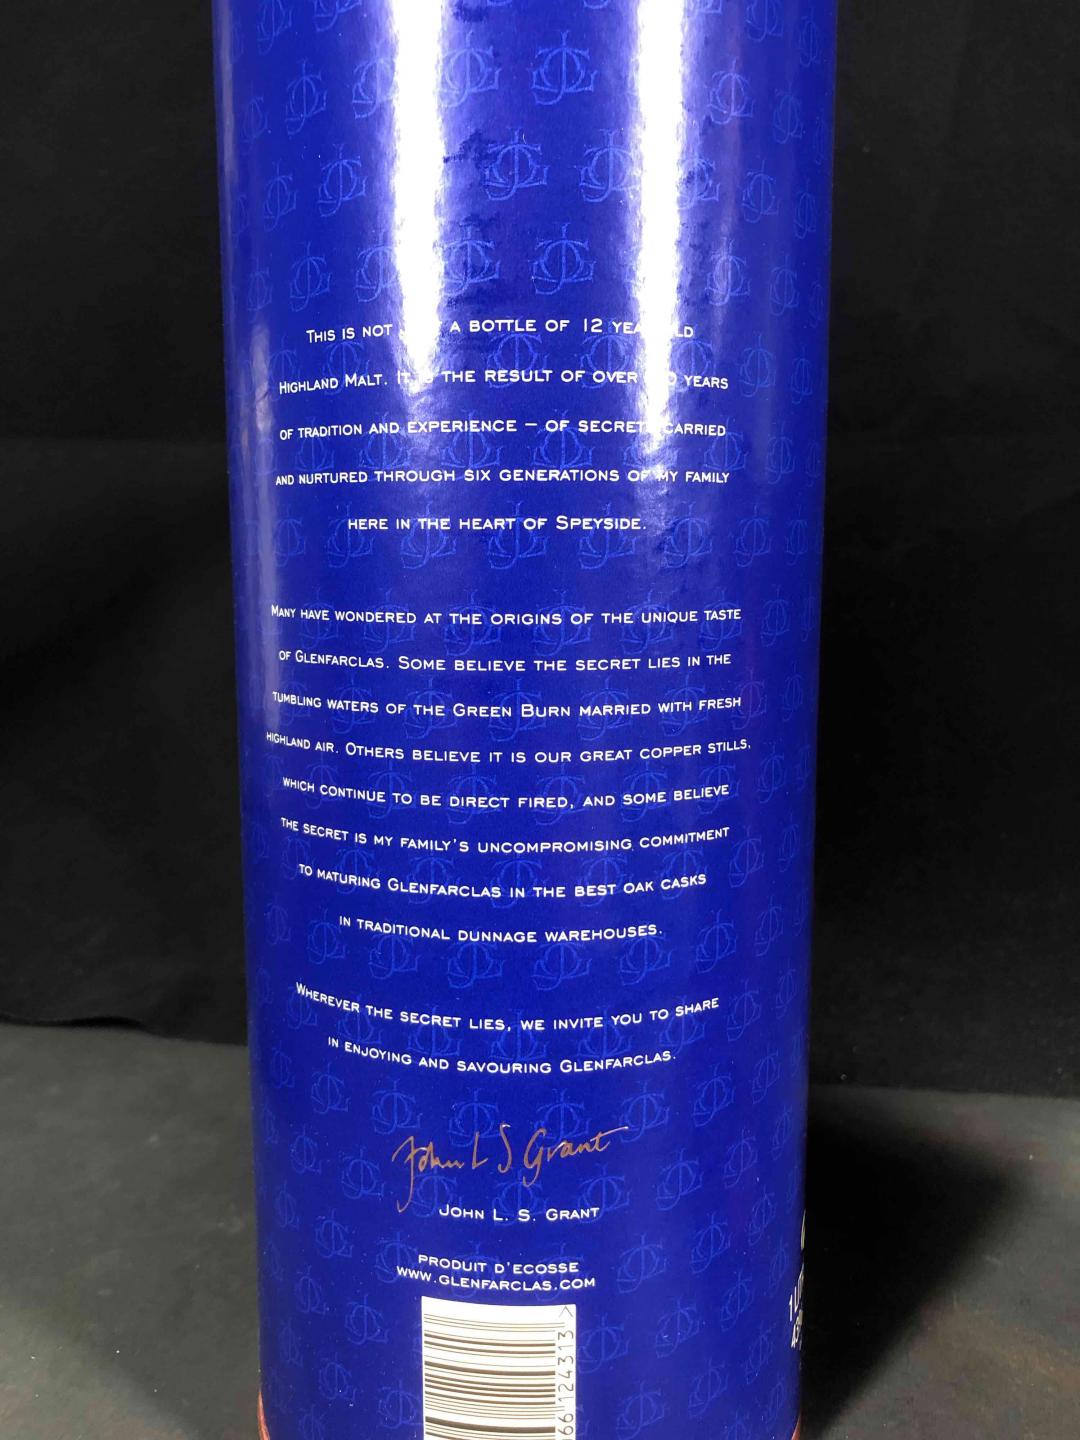 This is not a bottle of 12
Highland Malt. It is the result of over years
of tradition and experience – of secrets carried
and nurtured through six generations of my family
here in the heart of Speyside.
Many have wondered at the origins of the unique taste
of Glenfarclas. Some believe the secret lies in the
tumbling waters of the Green Burn married with fresh
highland air. Others believe it is our great copper stills,
which continue to be direct fired, and some believe
the secret is my family's uncompromising commitment
to maturing Glenfarclas in the best oak casks
in traditional dunnage warehouses.
Wherever the secret lies, we invite you to share
in enjoying and savouring Glenfarclas.
John L S Grant
John L. S. Grant
PRODUIT D'ECOSSE
WWW.GLENFARCLAS.COM
66 124313 >